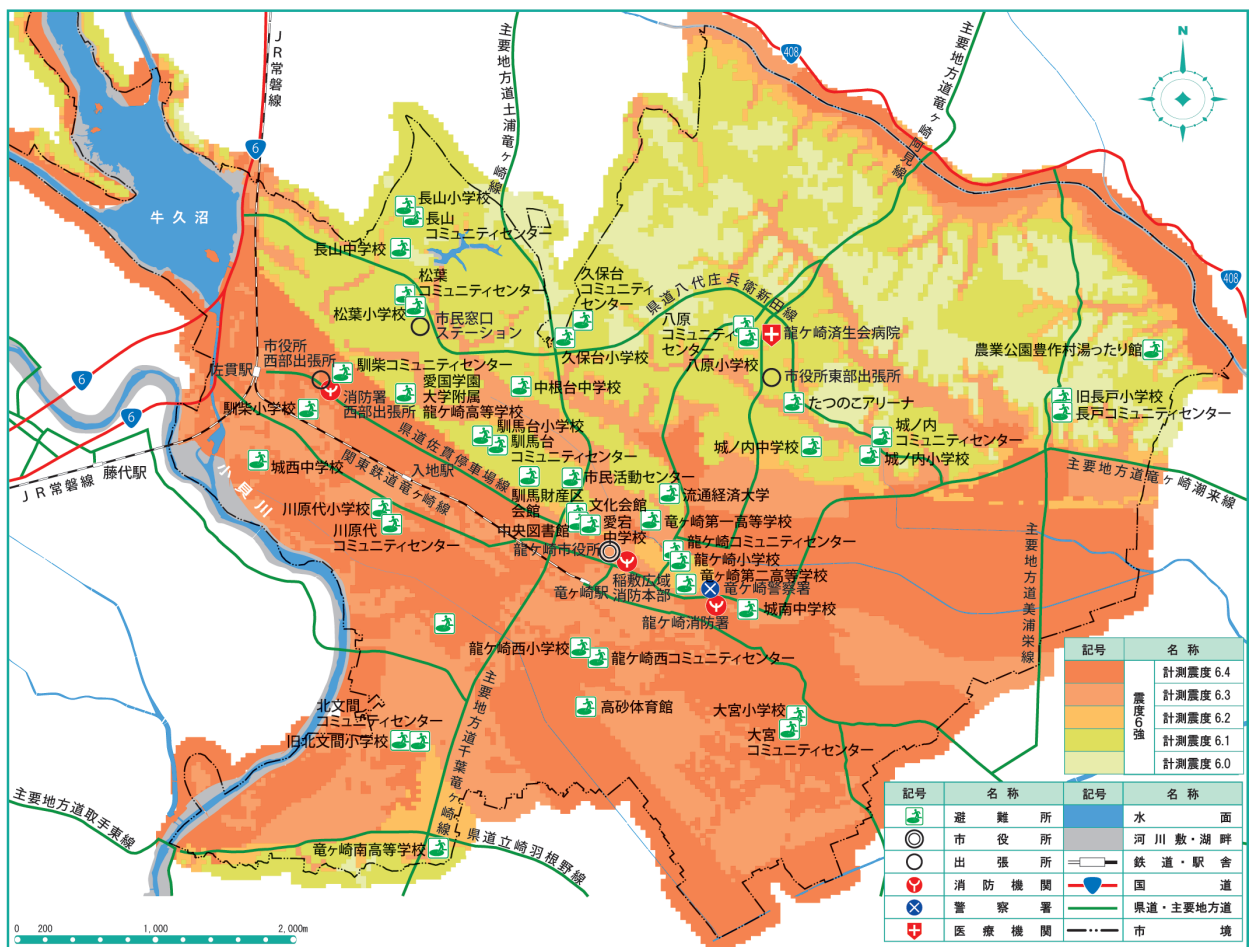 N
JR常磐線
主要地方道土浦竜ヶ崎線
主要地方道竜ヶ崎阿見線
408
6
牛久沼
長山小学校
長山
コミュニティセンター
長山中学校
松葉
コミュニティセンター
松葉小学校
市民窓口
ステーション
久保台
コミュニティ
センター
久保台小学校
県道八代庄兵衛新田線
八原
コミュニティ
センター
八原小学校
龍ケ崎済生会病院
408
農業公園豊作村湯ったり館
市役所東部出張所
たつのこアリーナ
旧長戸小学校
長戸コミュニティセンター
市役所
西部出張所
佐貫駅
馴柴コミュニティセンター
愛国学園
大学附属
龍ケ崎高等学校
消防署
西部出張所
馴柴小学校
中根台中学校
6
6
藤代駅
JR常磐線
小貝川
城西中学校
県道佐貫停車場線
関東鉄道竜ヶ崎線
入地駅
馴馬台小学校
馴馬台
コミュニティセンター
城ノ内中学校
城ノ内
コミュニティセンター
城ノ内小学校
主要地方道竜ヶ崎潮来線
市民活動センター
馴馬財産区
会館
文化会館
流通経済大学
川原代小学校
川原代
コミュニティセンター
中央図書館
愛宕
中学校
竜ヶ崎第一高等学校
龍ケ崎市役所
龍ケ崎コミュニティセンター
龍ケ崎小学校
竜ヶ崎第二高等学校
竜ヶ崎駅
稲敷広域
消防本部
竜ケ崎警察署
龍ケ崎消防署
城南中学校
主要地方道美浦栄線
龍ケ崎西小学校
龍ケ崎西コミュニティセンター
高砂体育館
大宮小学校
大宮
コミュニティセンター
北文間
コミュニティセンター
旧北文間小学校
主要地方道千葉竜ヶ崎線
主要地方道取手東線
竜ヶ崎南高等学校
県道立崎羽根野線
記号 名称
震度6強
計測震度 6.4
計測震度 6.3
計測震度 6.2
計測震度 6.1
計測震度 6.0
記号 名称 記号 名称
避難所 水面
市役所 河川敷・湖畔
出張所 鉄道・駅舎
消防機関 国道
警察署 県道・主要地方道
医療機関 市境
0 200 1,000 2,000m